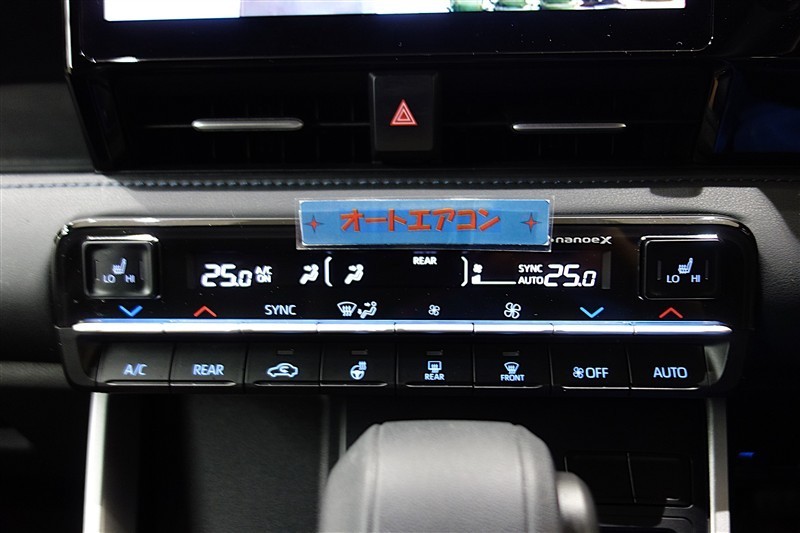 オートエアコン
nanoeX
REAR
LO HI
25.0 A/C ON
SYNC
AUTO 25.0
LO HI
SYNC
A/C
REAR
REAR
FRONT
OFF
AUTO